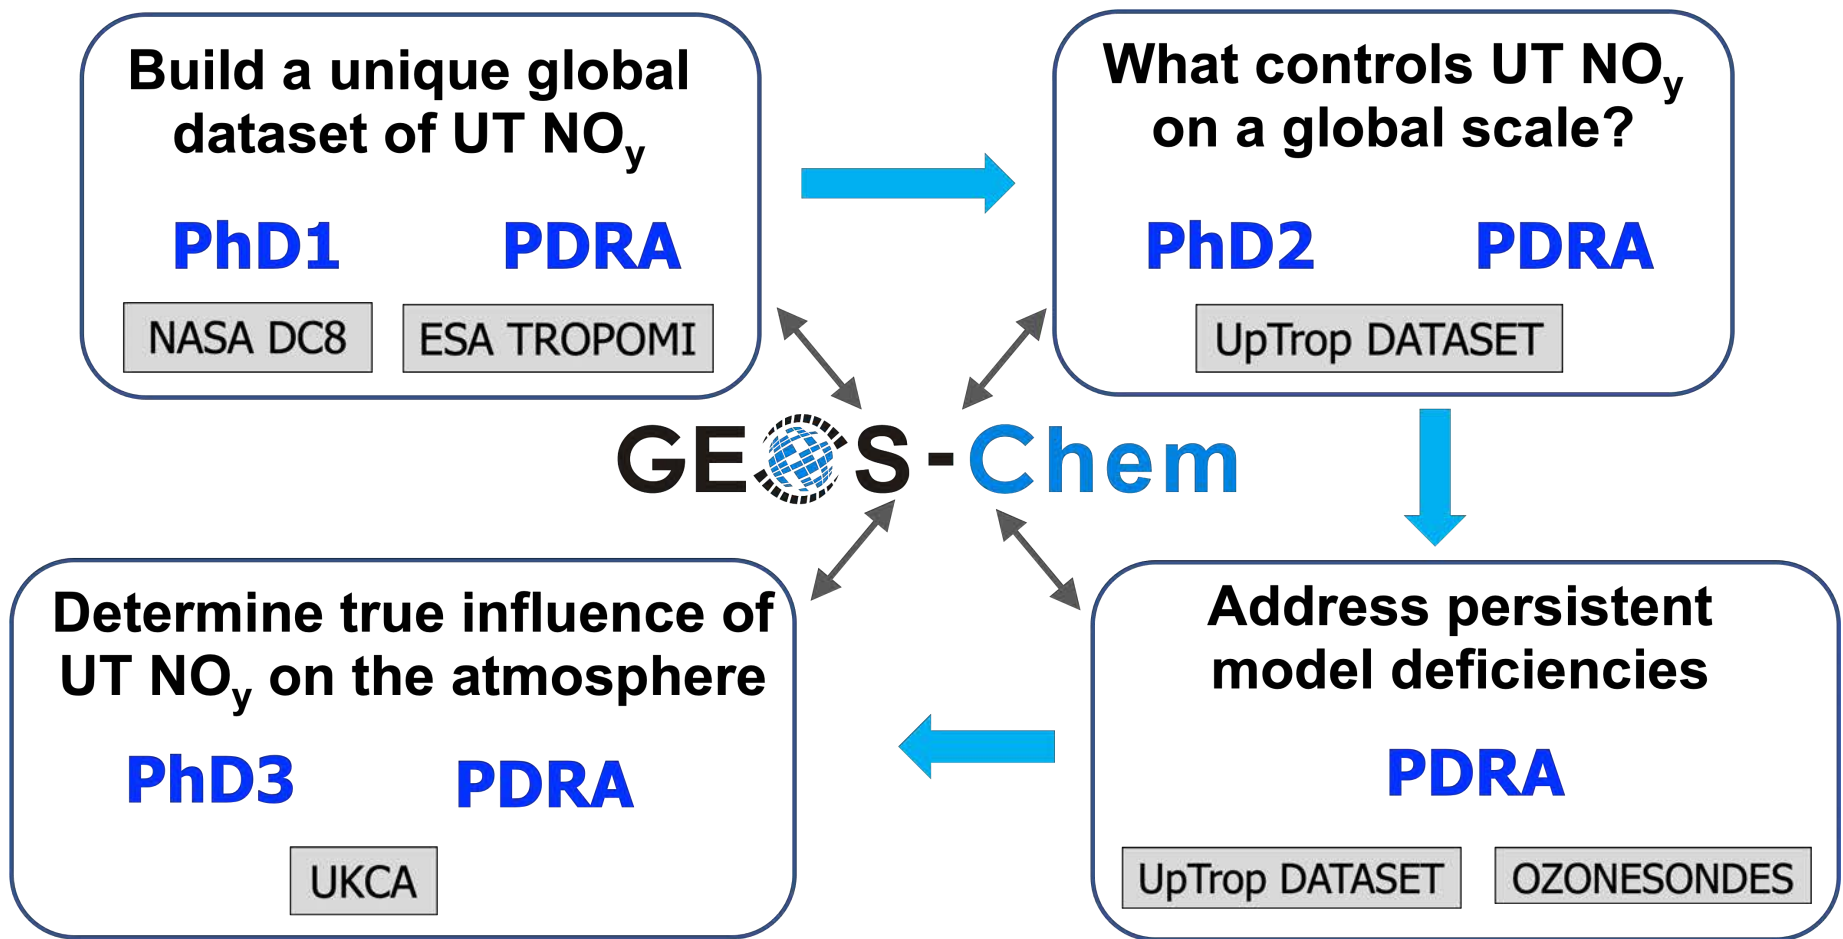 Build a unique global
dataset of UT NOy
PhD1 PDRA
NASA DC8 ESA TROPOMI
What controls UT NOy
on a global scale?
PhD2 PDRA
UpTrop DATASET
GEOS-Chem
Determine true influence of
UT NOy on the atmosphere
PhD3 PDRA
UKCA
Address persistent
model deficiencies
PDRA
UpTrop DATASET OZONESONDES